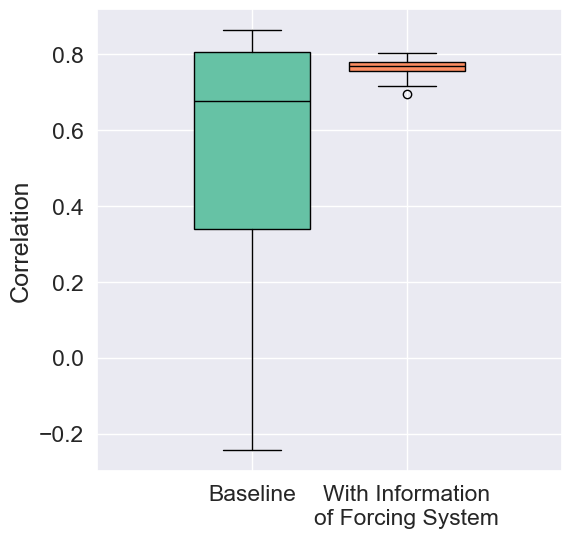 0.8
0.6
0.4
0.2
0.0
−0.2
Correlation
Baseline
With Information
of Forcing System